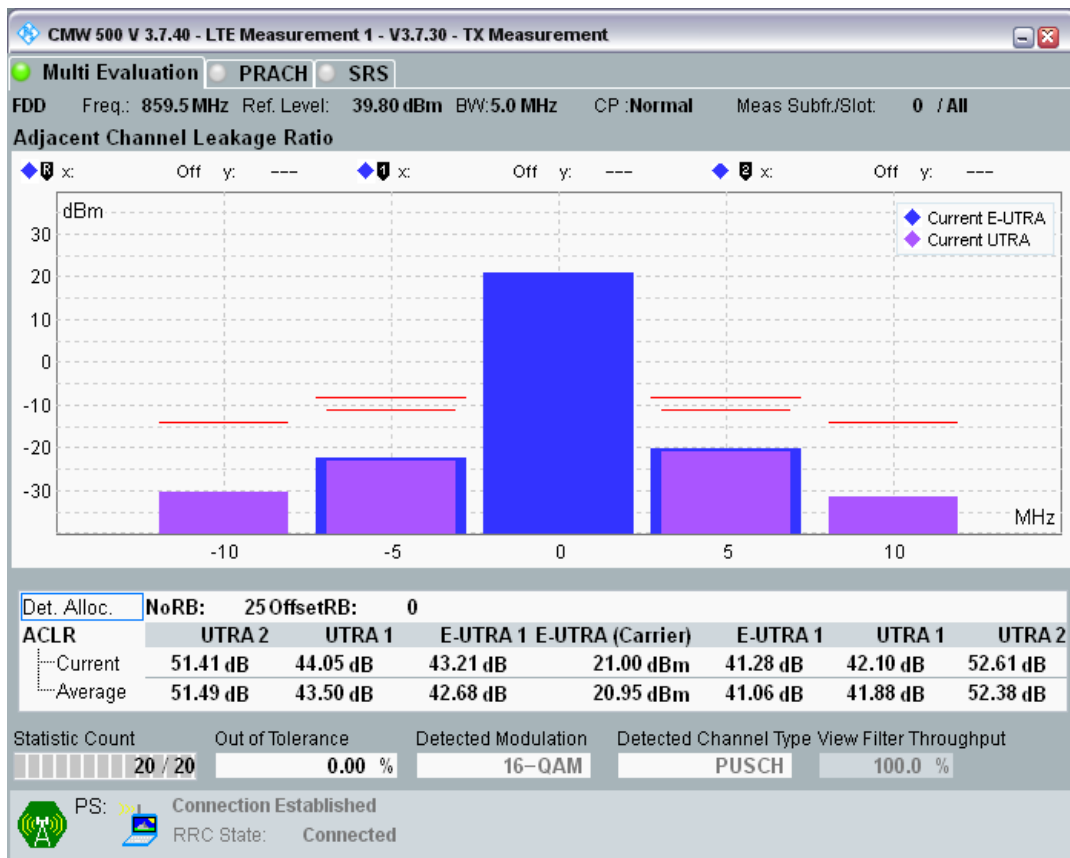 CMW 500 V 3.7.40 - LTE Measurement 1 - V3.7.30 - TX Measurement
Multi Evaluation PRACH SRS
FDD Freq.: 859.5 MHz Ref. Level: 39.80 dBm BW:5.0 MHz CP :Normal Meas Subfr./Slot: 0 / All
Adjacent Channel Leakage Ratio
R x: Off y: --- 1 x: Off y: --- 2 x: Off y: ---
dBm
Current E-UTRA
Current UTRA
30
20
10
0
-10
-20
-30
MHz
-10 -5 0 5 10
Det. Alloc. NoRB: 25 OffsetRB: 0
ACLR UTRA 2 UTRA 1 E-UTRA 1 E-UTRA (Carrier) E-UTRA 1 UTRA 1 UTRA 2
Current 51.41 dB 44.05 dB 43.21 dB 21.00 dBm 41.28 dB 42.10 dB 52.61 dB
Average 51.49 dB 43.50 dB 42.68 dB 20.95 dBm 41.06 dB 41.88 dB 52.38 dB
Statistic Count Out of Tolerance Detected Modulation Detected Channel Type View Filter Throughput
20 / 20 0.00 % 16-QAM PUSCH 100.0 %
PS: Connection Established
RRC State: Connected